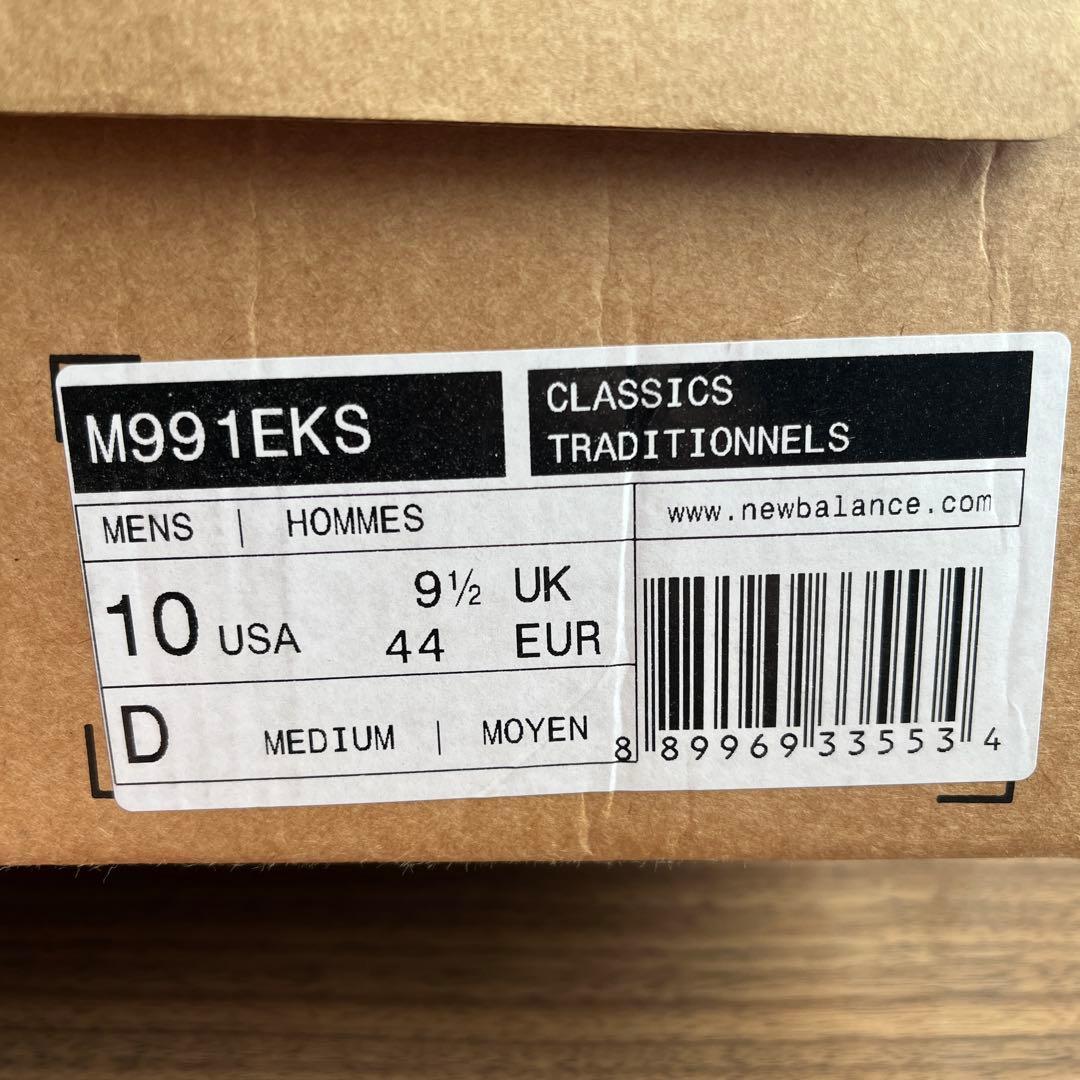 M991EKS
CLASSICS
TRADITIONNELS
MENS | HOMMES
www.newbalance.com
10 USA
9½ UK
44 EUR
D MEDIUM | MOYEN
8 89969 33553 4